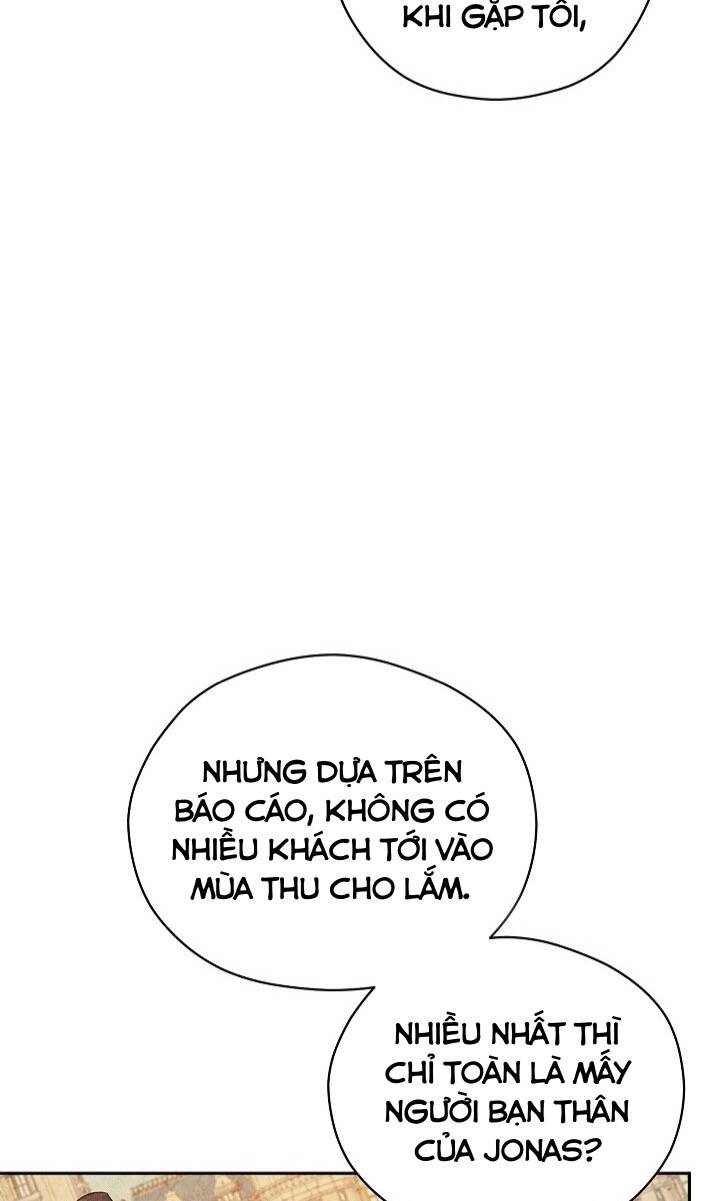 KHI GẶP TÔI,
NHƯNG DỰA TRÊN
BÁO CÁO, KHÔNG CÓ
NHIỀU KHÁCH TỚI VÀO
MÙA THU CHO LẮM.
NHIỀU NHẤT THÌ
CHỈ TOÀN LÀ MẤY
NGƯỜI BẠN THÂN
CỦA JONAS?